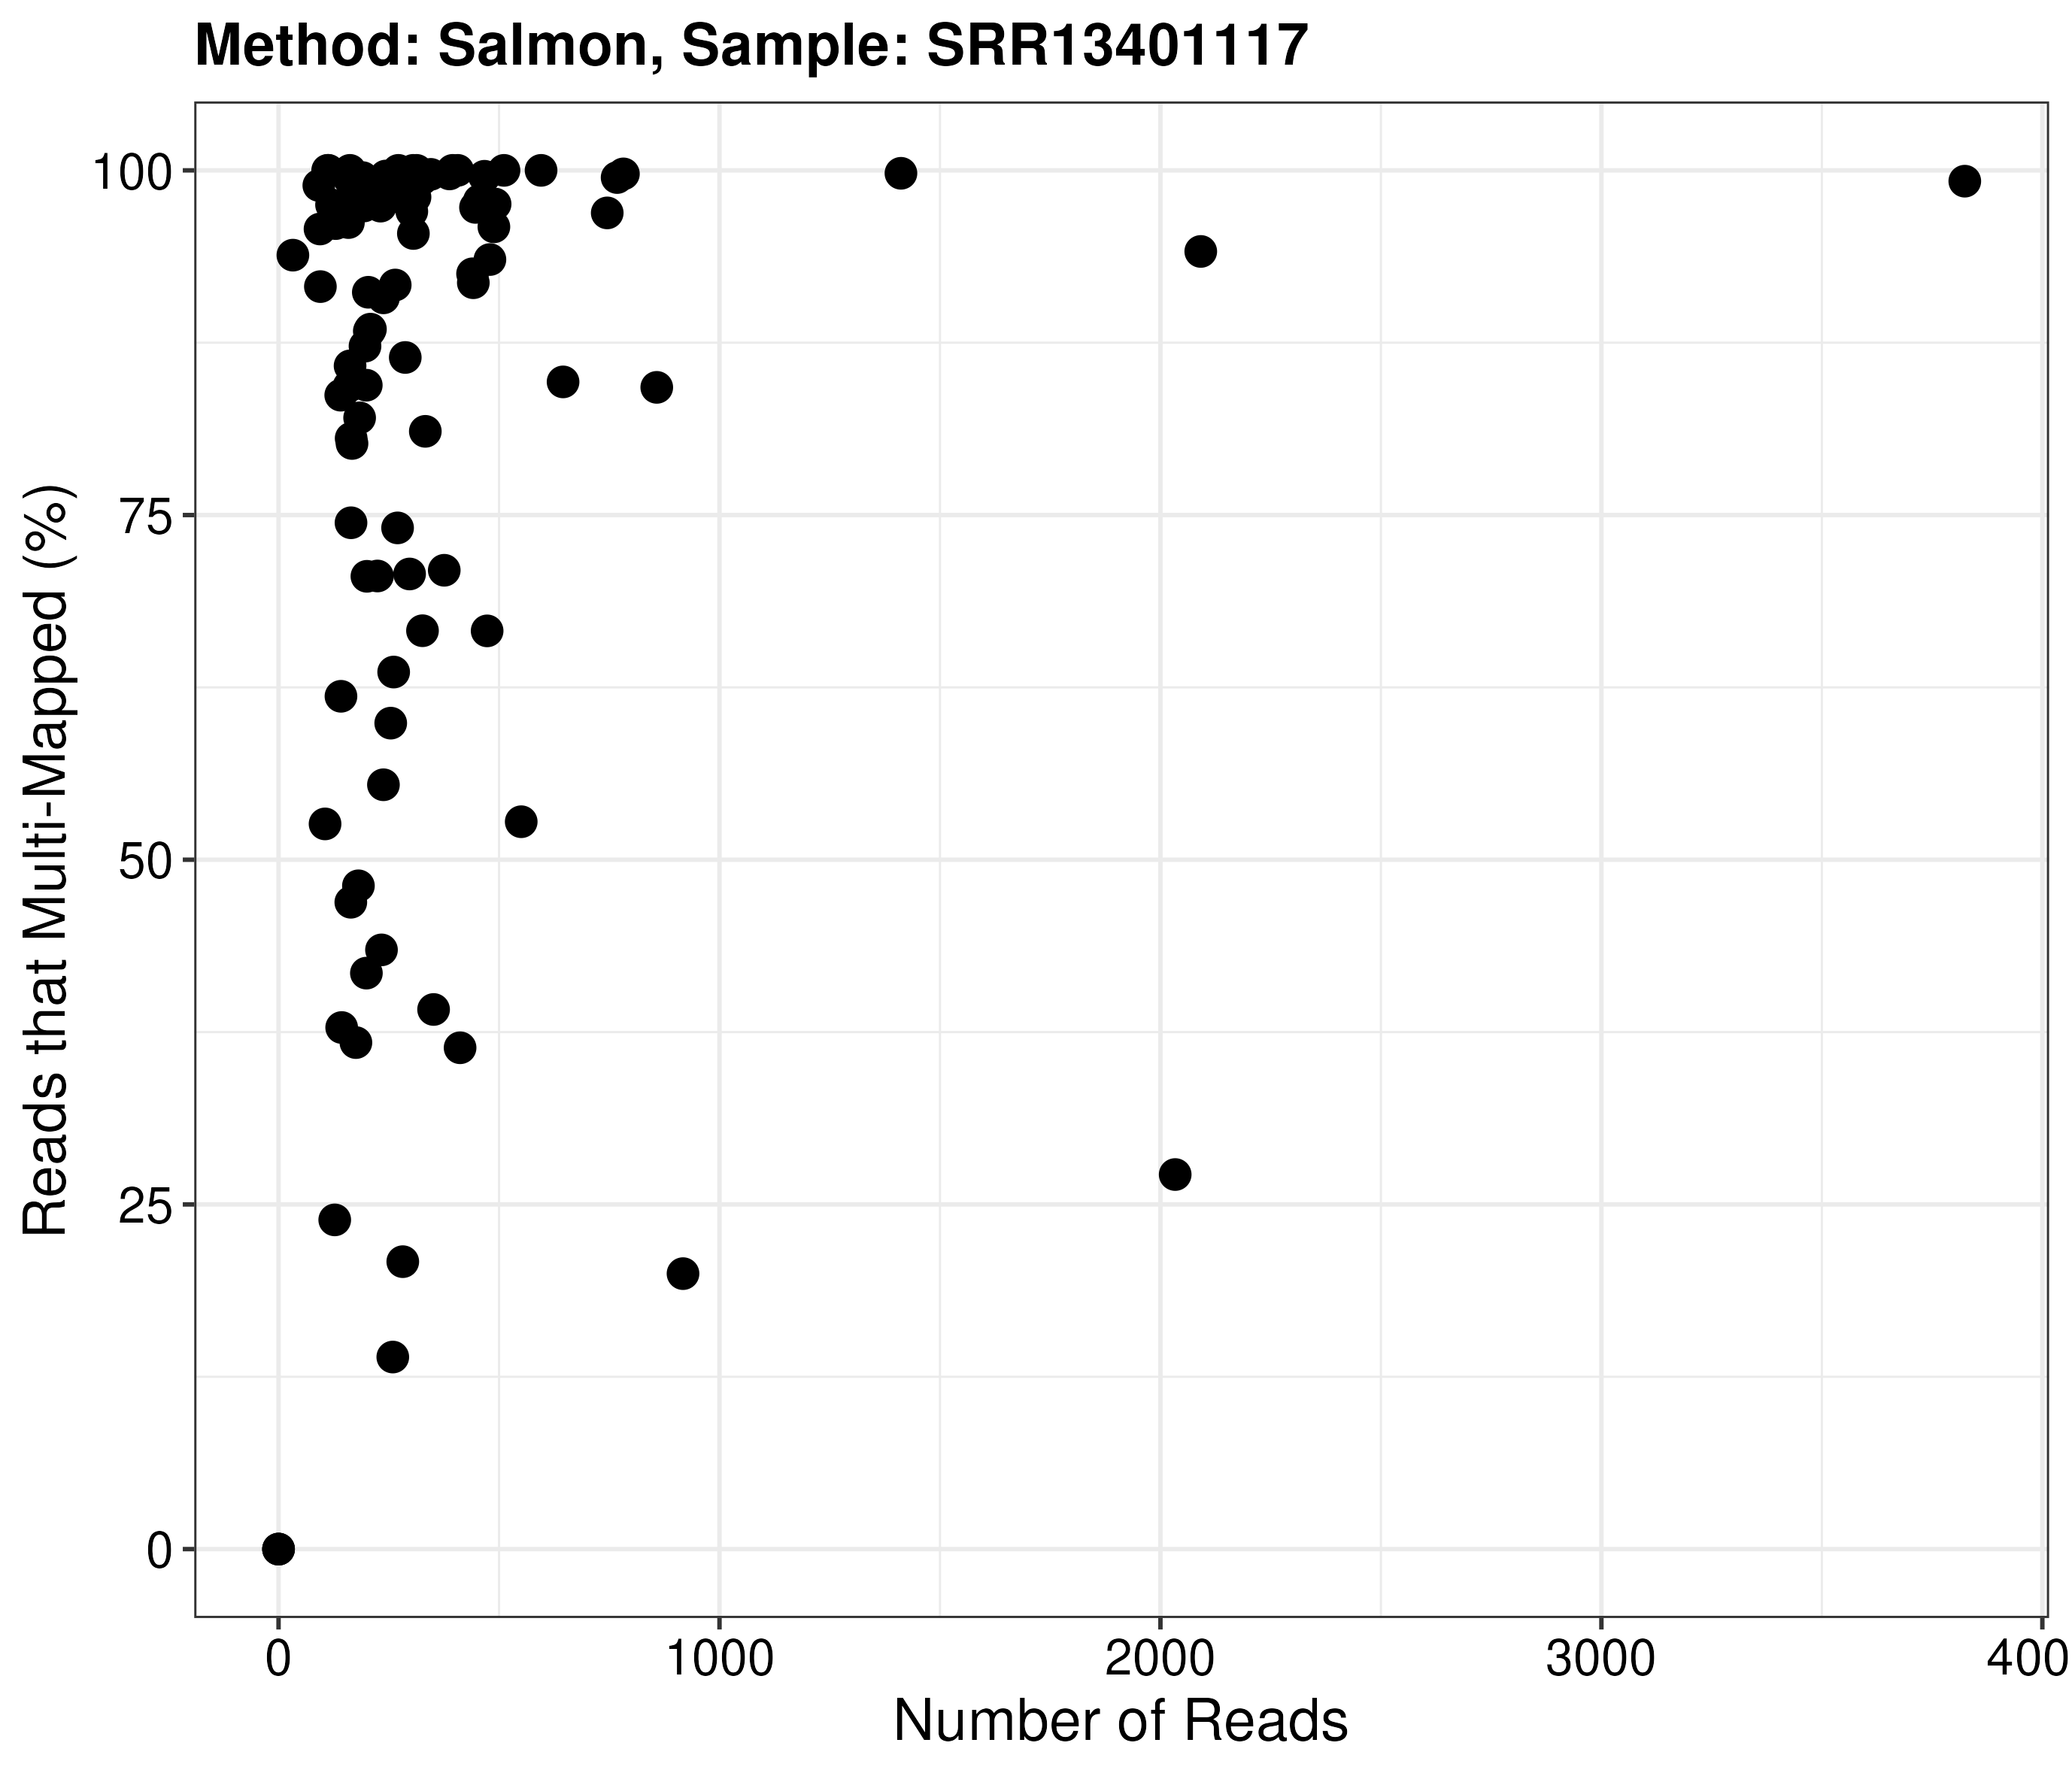 Method: Salmon, Sample: SRR13401117
Reads that Multi-Mapped (%)
100
75
50
25
0
0 1000 2000 3000 400
Number of Reads